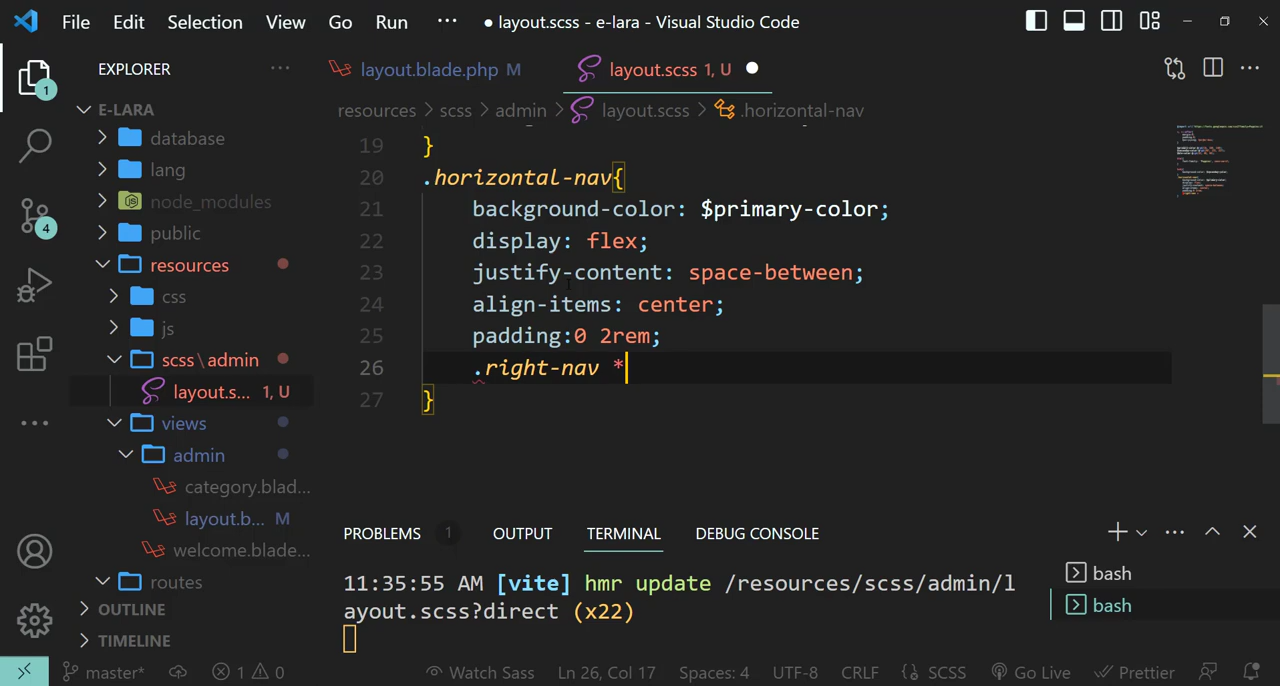 File Edit Selection View Go Run ··· ● layout.scss - e-lara - Visual Studio Code
EXPLORER ···
layout.blade.php M
layout.scss 1, U
resources > scss > admin > layout.scss > .horizontal-nav
1
4
E-LARA
database
lang
node_modules
public
resources
css
js
scss\admin
layout.s... 1, U
views
admin
category.blad...
layout.b... M
welcome.blade...
routes
OUTLINE
TIMELINE
19 }
20 .horizontal-nav{
21 background-color: $primary-color;
22 display: flex;
23 justify-content: space-between;
24 align-items: center;
25 padding:0 2rem;
26 .right-nav *
27 }
PROBLEMS 1 OUTPUT TERMINAL DEBUG CONSOLE
11:35:55 AM [vite] hmr update /resources/scss/admin/l
ayout.scss?direct (x22)
bash
bash
master* 1 0 Watch Sass Ln 26, Col 17 Spaces: 4 UTF-8 CRLF {} SCSS Go Live Prettier